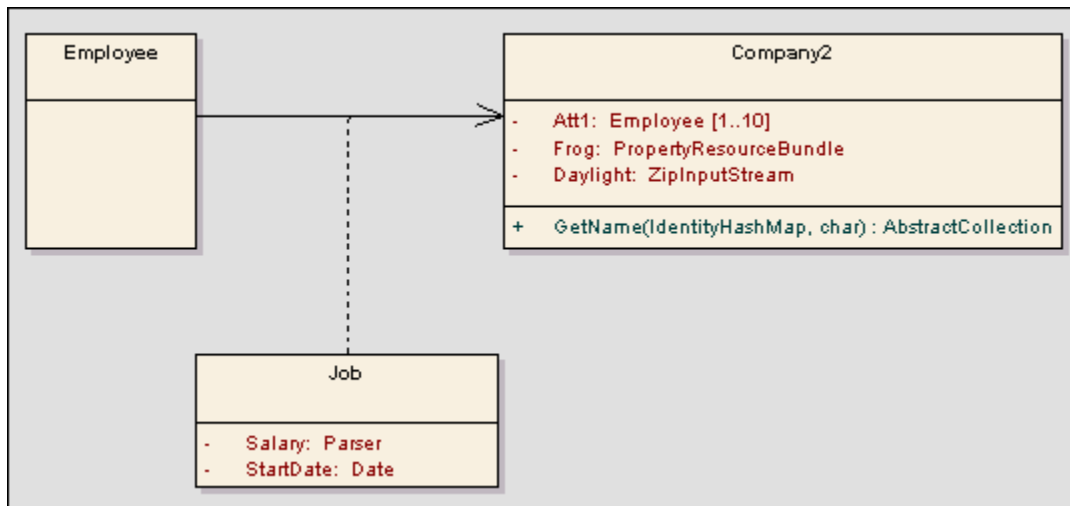 Employee
Company2
- Att1: Employee [1..10]
- Frog: PropertyResourceBundle
- Daylight: ZipInputStream
+ GetName(IdentityHashMap, char) : AbstractCollection
Job
- Salary: Parser
- StartDate: Date